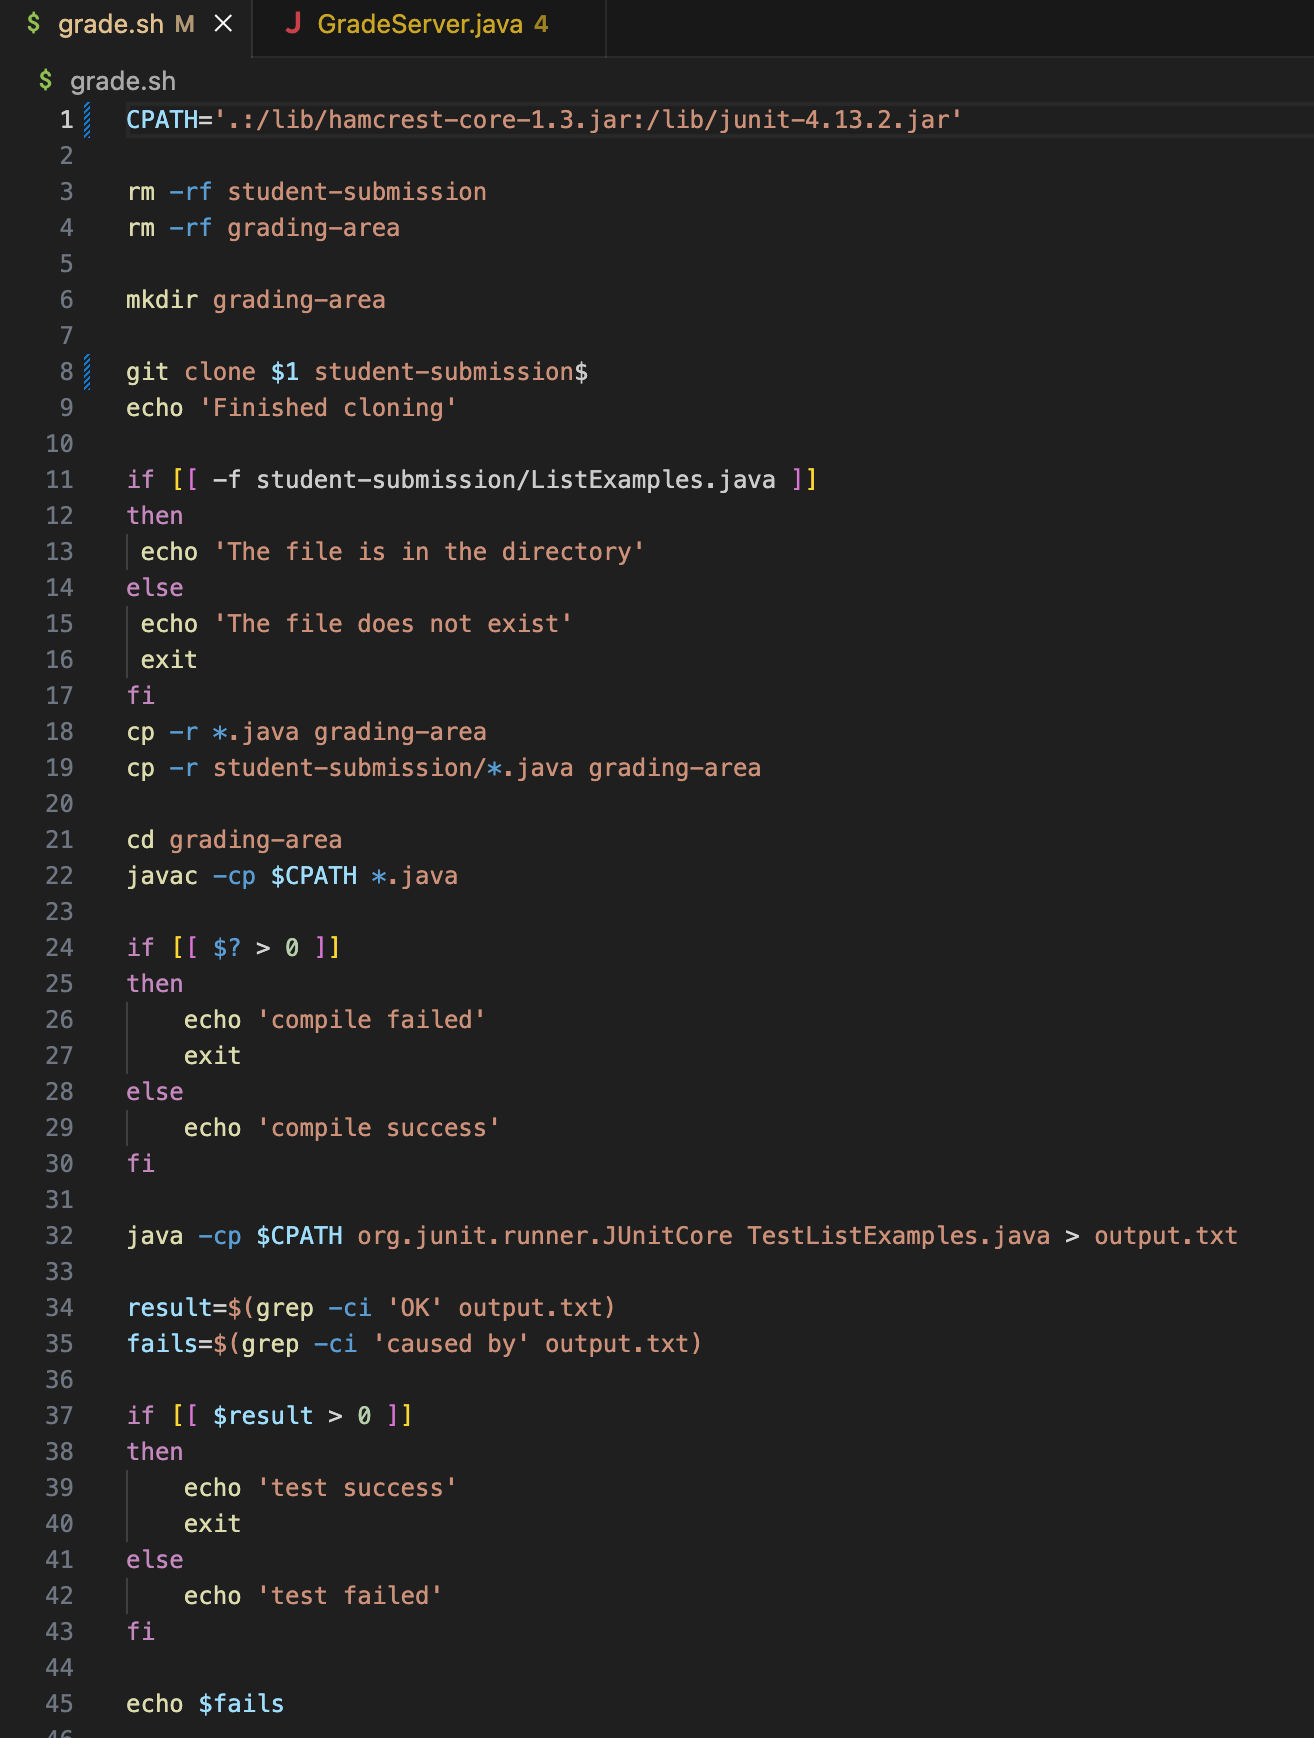 $ grade.sh M × J GradeServer.java 4
$ grade.sh
1 CPATH='.:/lib/hamcrest-core-1.3.jar:/lib/junit-4.13.2.jar'
2
3 rm -rf student-submission
4 rm -rf grading-area
5
6 mkdir grading-area
7
8 git clone $1 student-submission$
9 echo 'Finished cloning'
10
11 if [[ -f student-submission/ListExamples.java ]]
12 then
13 echo 'The file is in the directory'
14 else
15 echo 'The file does not exist'
16 exit
17 fi
18 cp -r *.java grading-area
19 cp -r student-submission/*.java grading-area
20
21 cd grading-area
22 javac -cp $CPATH *.java
23
24 if [[ $? > 0 ]]
25 then
26 echo 'compile failed'
27 exit
28 else
29 echo 'compile success'
30 fi
31
32 java -cp $CPATH org.junit.runner.JUnitCore TestListExamples.java > output.txt
33
34 result=$(grep -ci 'OK' output.txt)
35 fails=$(grep -ci 'caused by' output.txt)
36
37 if [[ $result > 0 ]]
38 then
39 echo 'test success'
40 exit
41 else
42 echo 'test failed'
43 fi
44
45 echo $fails
46